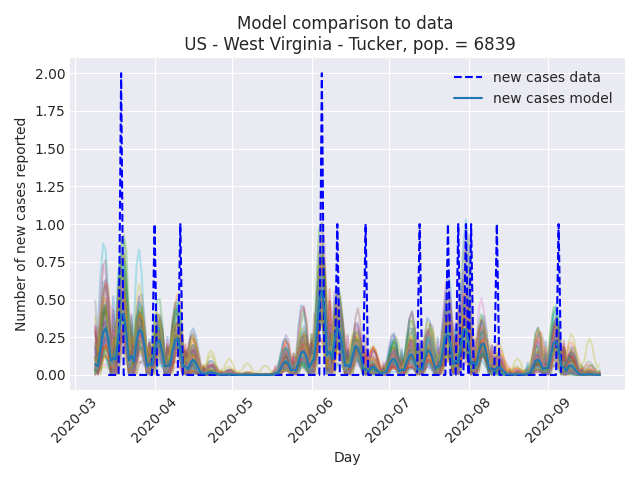 Model comparison to data
US - West Virginia - Tucker, pop. = 6839
new cases data
new cases model
Number of new cases reported
2.00
1.75
1.50
1.25
1.00
0.75
0.50
0.25
0.00
2020-03
2020-04
2020-05
2020-06
2020-07
2020-08
2020-09
Day